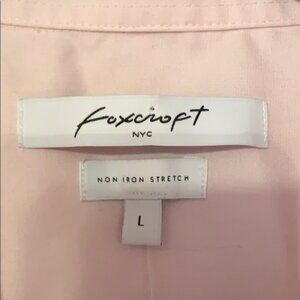 foxcroft
NYC
NON IRON STRETCH
L